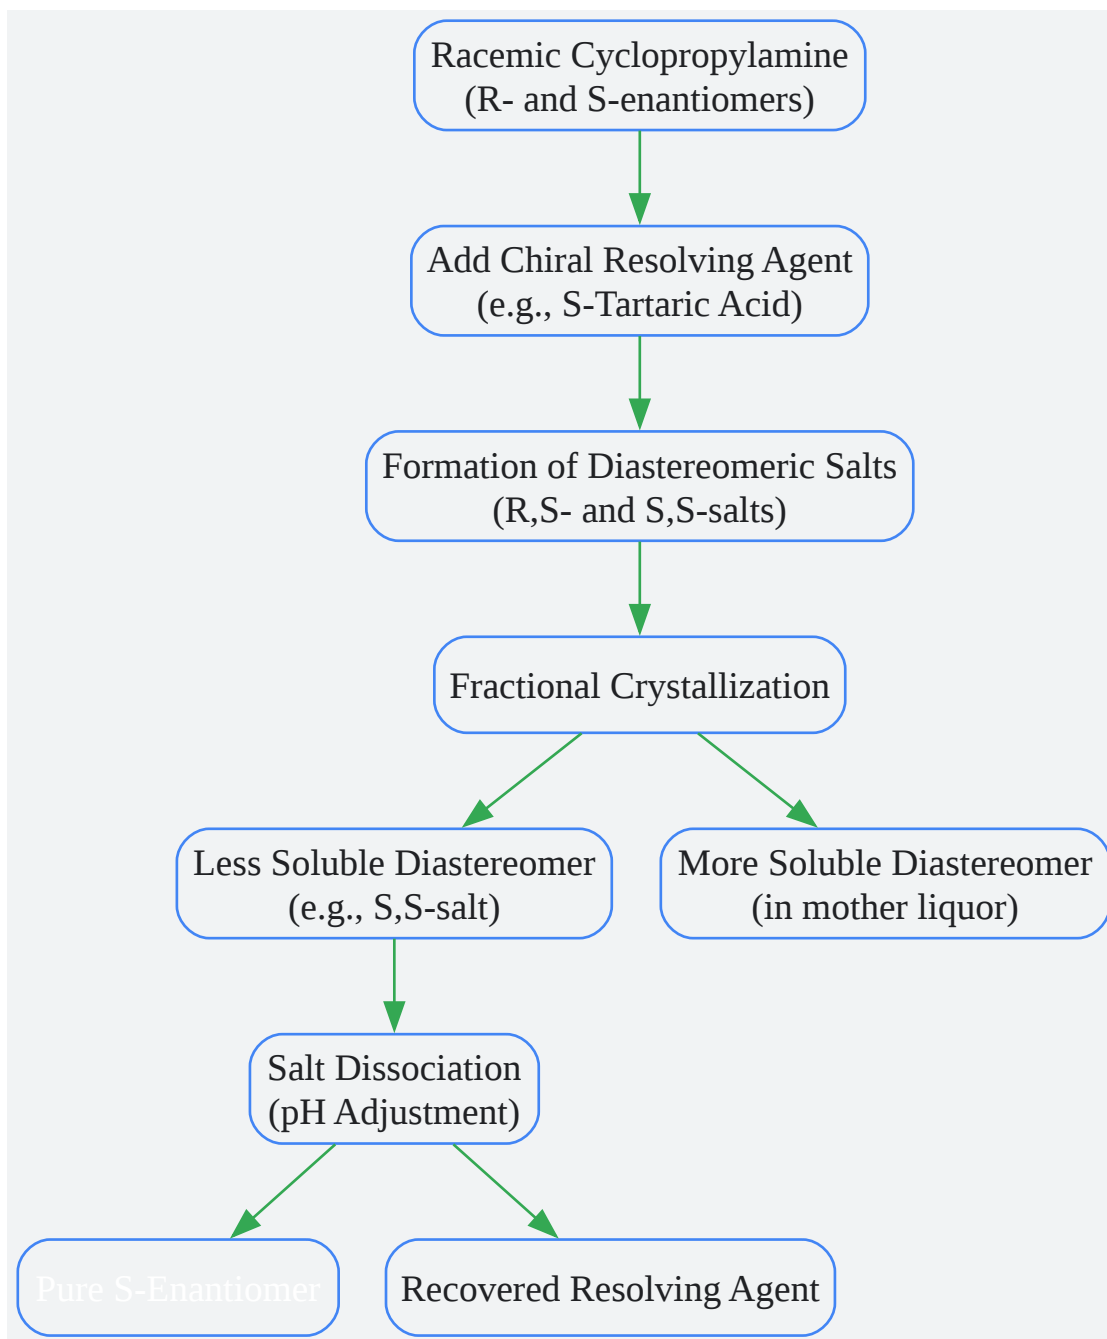 Racemic Cyclopropylamine
(R- and S-enantiomers)
Add Chiral Resolving Agent
(e.g., S-Tartaric Acid)
Formation of Diastereomeric Salts
(R,S- and S,S-salts)
Fractional Crystallization
Less Soluble Diastereomer
(e.g., S,S-salt)
More Soluble Diastereomer
(in mother liquor)
Salt Dissociation
(pH Adjustment)
Pure S-Enantiomer
Recovered Resolving Agent